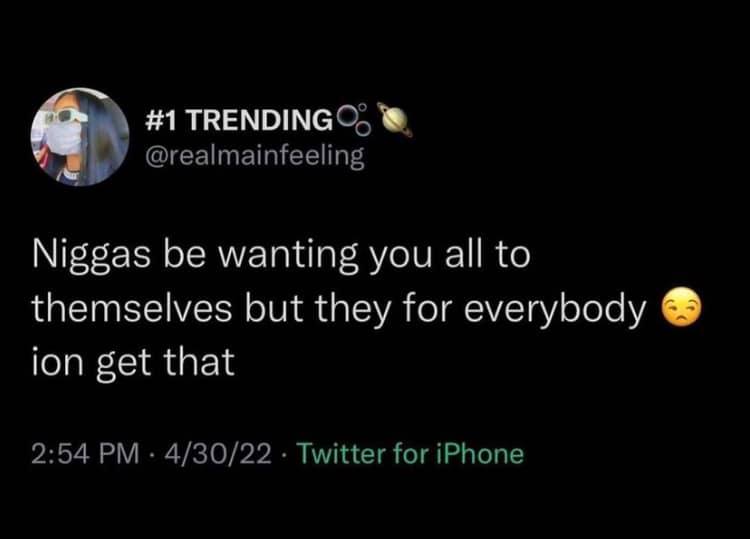 #1 TRENDING🫧🪐
@realmainfeeling
Niggas be wanting you all to
themselves but they for everybody 😒
ion get that
2:54 PM · 4/30/22 · Twitter for iPhone